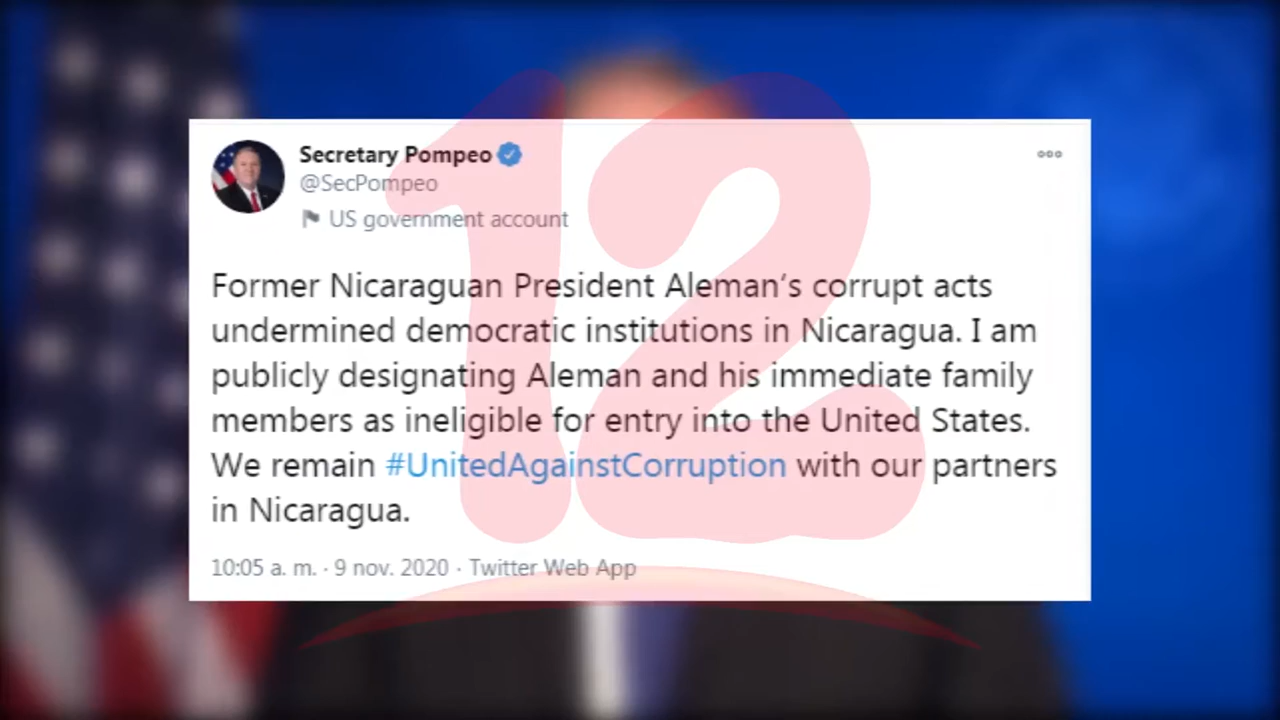 12
Secretary Pompeo
@SecPompeo
US government account
Former Nicaraguan President Aleman‘s corrupt acts
undermined democratic institutions in Nicaragua. I am
publicly designating Aleman and his immediate family
members as ineligible for entry into the United States.
We remain #UnitedAgainstCorruption with our partners
in Nicaragua.
10:05 a. m. · 9 nov. 2020 · Twitter Web App